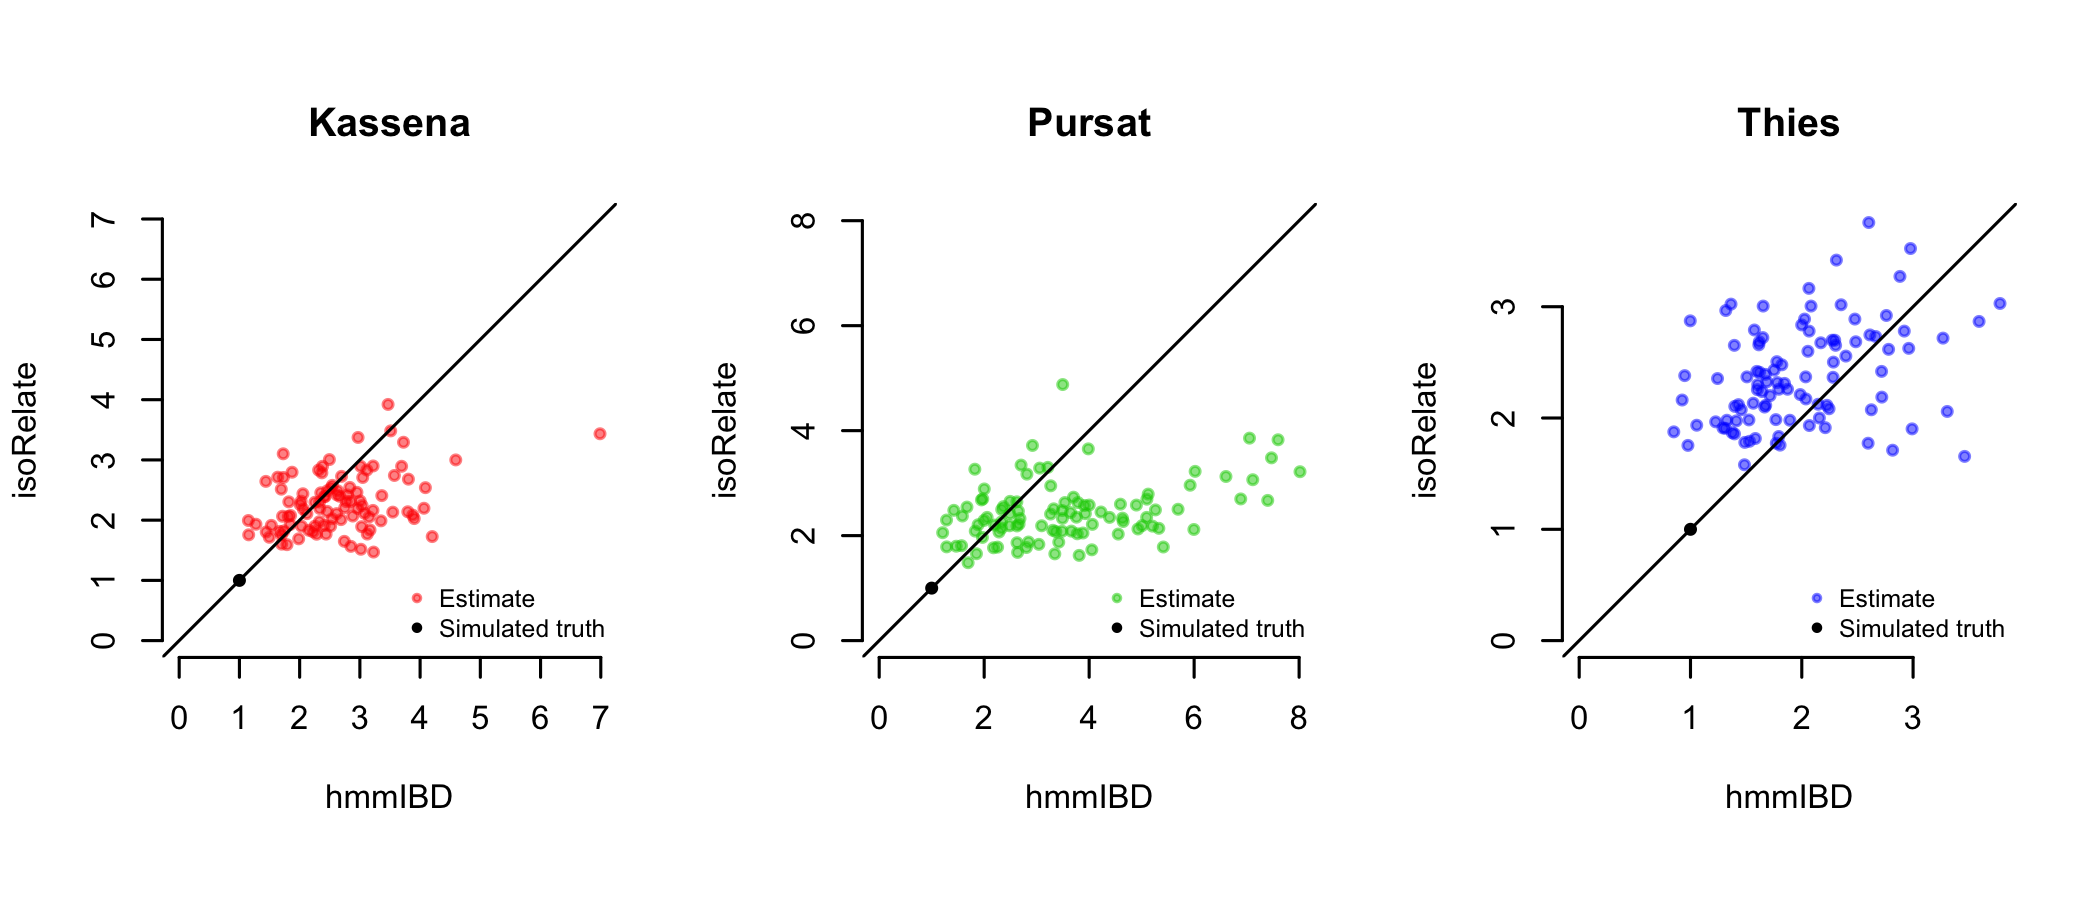 Kassena
isoRelate
7
6
5
4
3
2
1
0
Estimate
Simulated truth
0 1 2 3 4 5 6 7
hmmIBD
Pursat
isoRelate
8
6
4
2
0
Estimate
Simulated truth
0 2 4 6 8
hmmIBD
Thies
isoRelate
3
2
1
0
Estimate
Simulated truth
0 1 2 3
hmmIBD